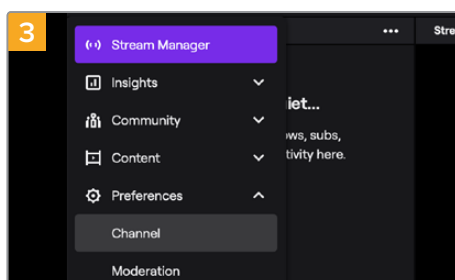 3
Stream Manager
Stre
Insights
iet...
Community
ows, subs,
tivity here.
Content
Preferences
Channel
Moderation